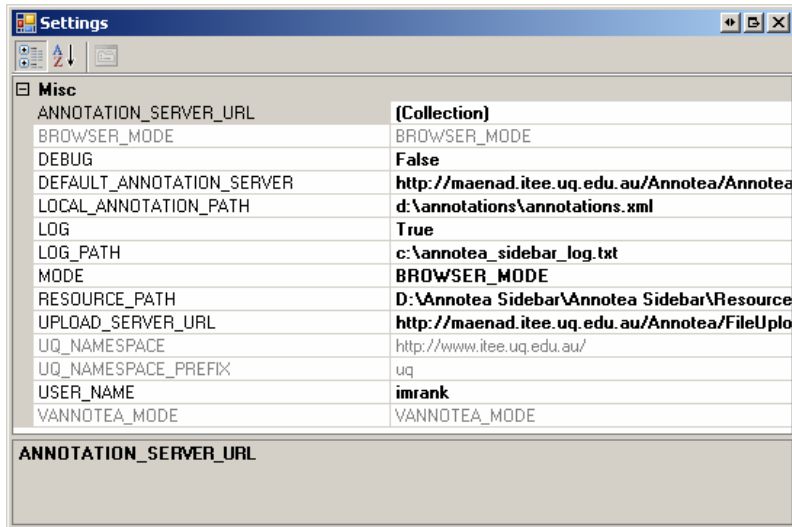 Settings
Misc
ANNOTATION_SERVER_URL (Collection)
BROWSER_MODE BROWSER_MODE
DEBUG False
DEFAULT_ANNOTATION_SERVER http://maenad.itee.uq.edu.au/Annotea/Annotea
LOCAL_ANNOTATION_PATH d:\annotations\annotations.xml
LOG True
LOG_PATH c:\annotea_sidebar_log.txt
MODE BROWSER_MODE
RESOURCE_PATH D:\Annotea Sidebar\Annotea Sidebar\Resource
UPLOAD_SERVER_URL http://maenad.itee.uq.edu.au/Annotea/FileUplo
UQ_NAMESPACE http://www.itee.uq.edu.au/
UQ_NAMESPACE_PREFIX uq
USER_NAME imrank
VANNOTEA_MODE VANNOTEA_MODE
ANNOTATION_SERVER_URL